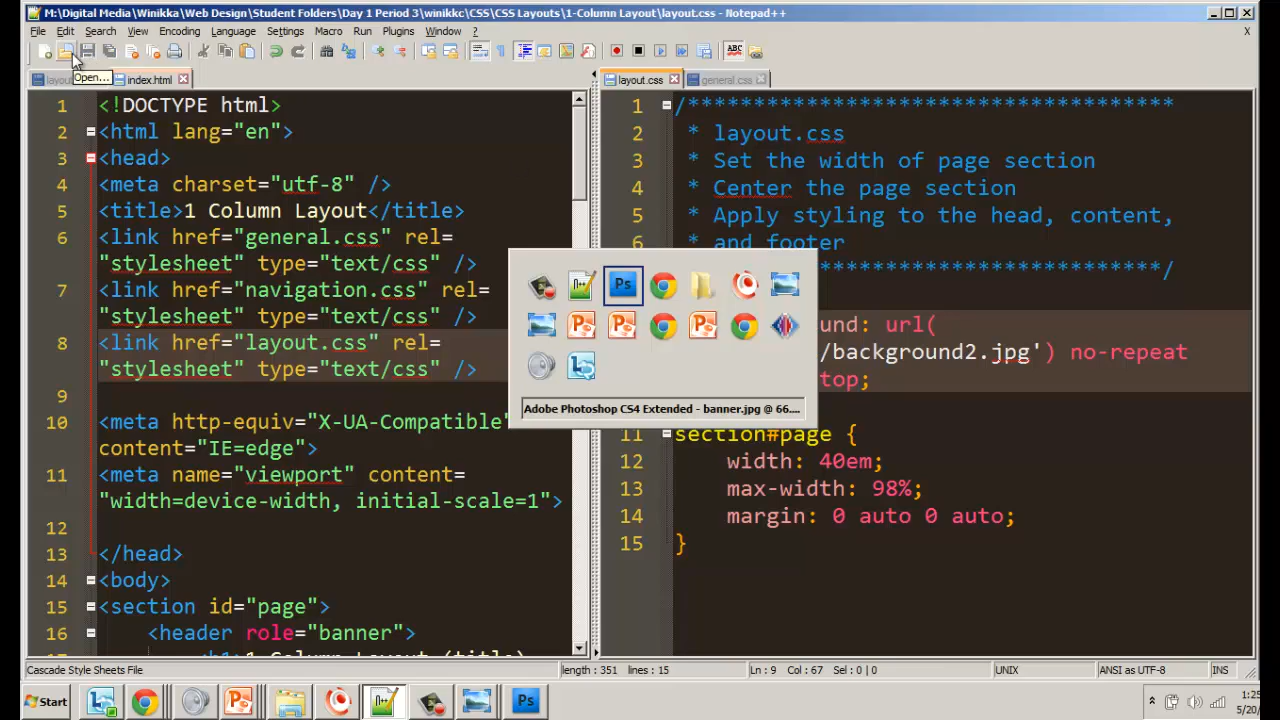 M:\Digital Media\Winikka\Web Design\Student Folders\Day 1 Period 3\winikkc\CSS\CSS Layouts\1-Column Layout\layout.css - Notepad++
File Edit Search View Encoding Language Settings Macro Run Plugins Window ? X
Open...
index.html
layout.css
general.css
1 <!DOCTYPE html>
2 <html lang="en">
3 <head>
4 <meta charset="utf-8" />
5 <title>1 Column Layout</title>
6 <link href="general.css" rel=
"stylesheet" type="text/css" />
7 <link href="navigation.css" rel=
"stylesheet" type="text/css" />
8 <link href="layout.css" rel=
"stylesheet" type="text/css" />
9
10 <meta http-equiv="X-UA-Compatible"
content="IE=edge">
11 <meta name="viewport" content=
"width=device-width, initial-scale=1">
12
13 </head>
14 <body>
15 <section id="page">
16 <header role="banner">
<h1>1 Column Layout (title)
1 /*************************************
2 * layout.css
3 * Set the width of page section
4 * Center the page section
5 * Apply styling to the head, content,
6 * and footer
**************************/
ound: url(
/background2.jpg') no-repeat
top;
11 section#page {
12 width: 40em;
13 max-width: 98%;
14 margin: 0 auto 0 auto;
15 }
Adobe Photoshop CS4 Extended - banner.jpg @ 66....
Cascade Style Sheets File
length : 351 lines : 15
Ln : 9 Col : 67 Sel : 0 | 0
UNIX
ANSI as UTF-8
INS
Start
1:25
5/20/